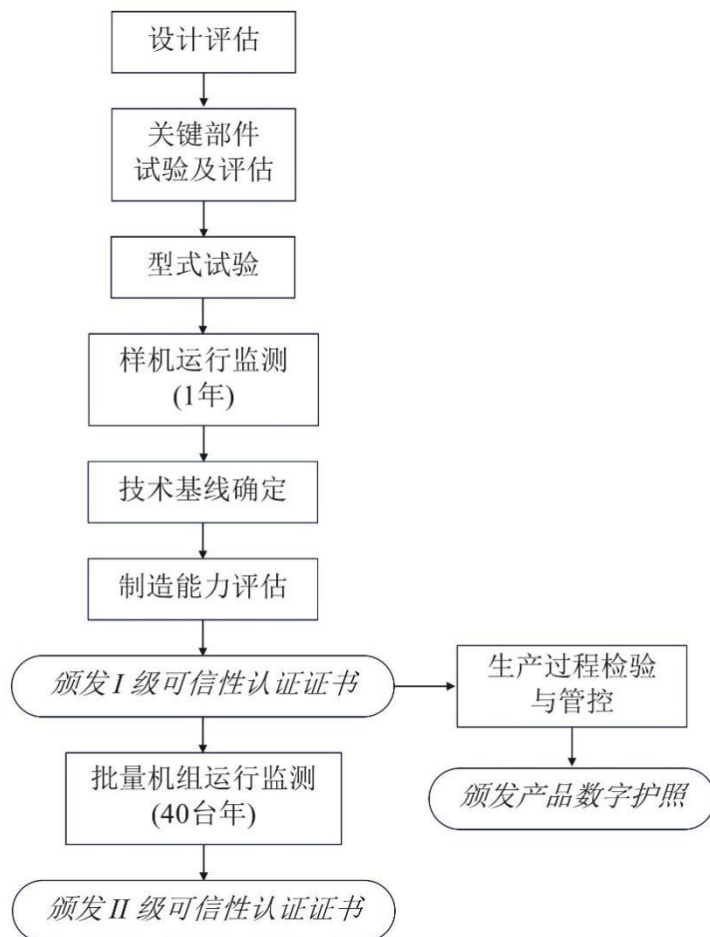 设计评估
关键部件
试验及评估
型式试验
样机运行监测
(1年)
技术基线确定
制造能力评估
颁发I 级可信性认证证书
生产过程检验
与管控
批量机组运行监测
(40台年)
颁发产品数字护照
颁发II 级可信性认证证书